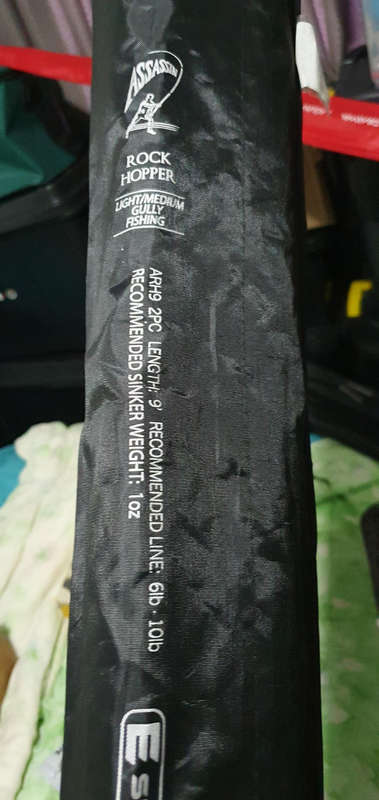 ASSASSIN
ROCK
HOPPER
LIGHT/MEDIUM
GULLY
FISHING
ARH9 2PC LENGTH: 9' RECOMMENDED LINE: 6lb - 10lb
RECOMMENDED SINKER WEIGHT: 1oz
E